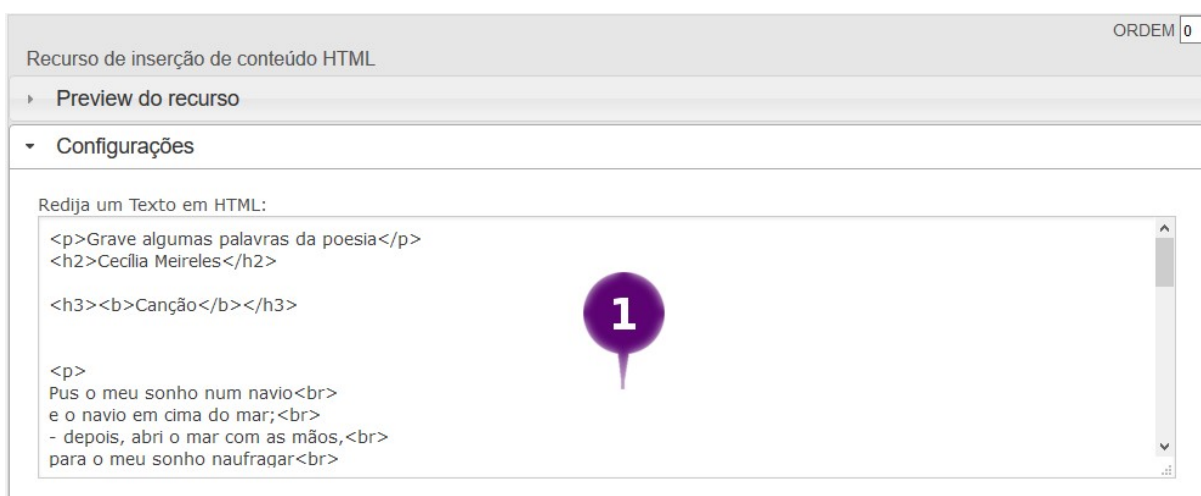 ORDEM 0
Recurso de inserção de conteúdo HTML
Preview do recurso
Configurações
Redija um Texto em HTML:
<p>Grave algumas palavras da poesia</p>
<h2>Cecília Meireles</h2>
<h3><b>Canção</b></h3>
1
<p>
Pus o meu sonho num navio<br>
e o navio em cima do mar;<br>
- depois, abri o mar com as mãos,<br>
para o meu sonho naufragar<br>